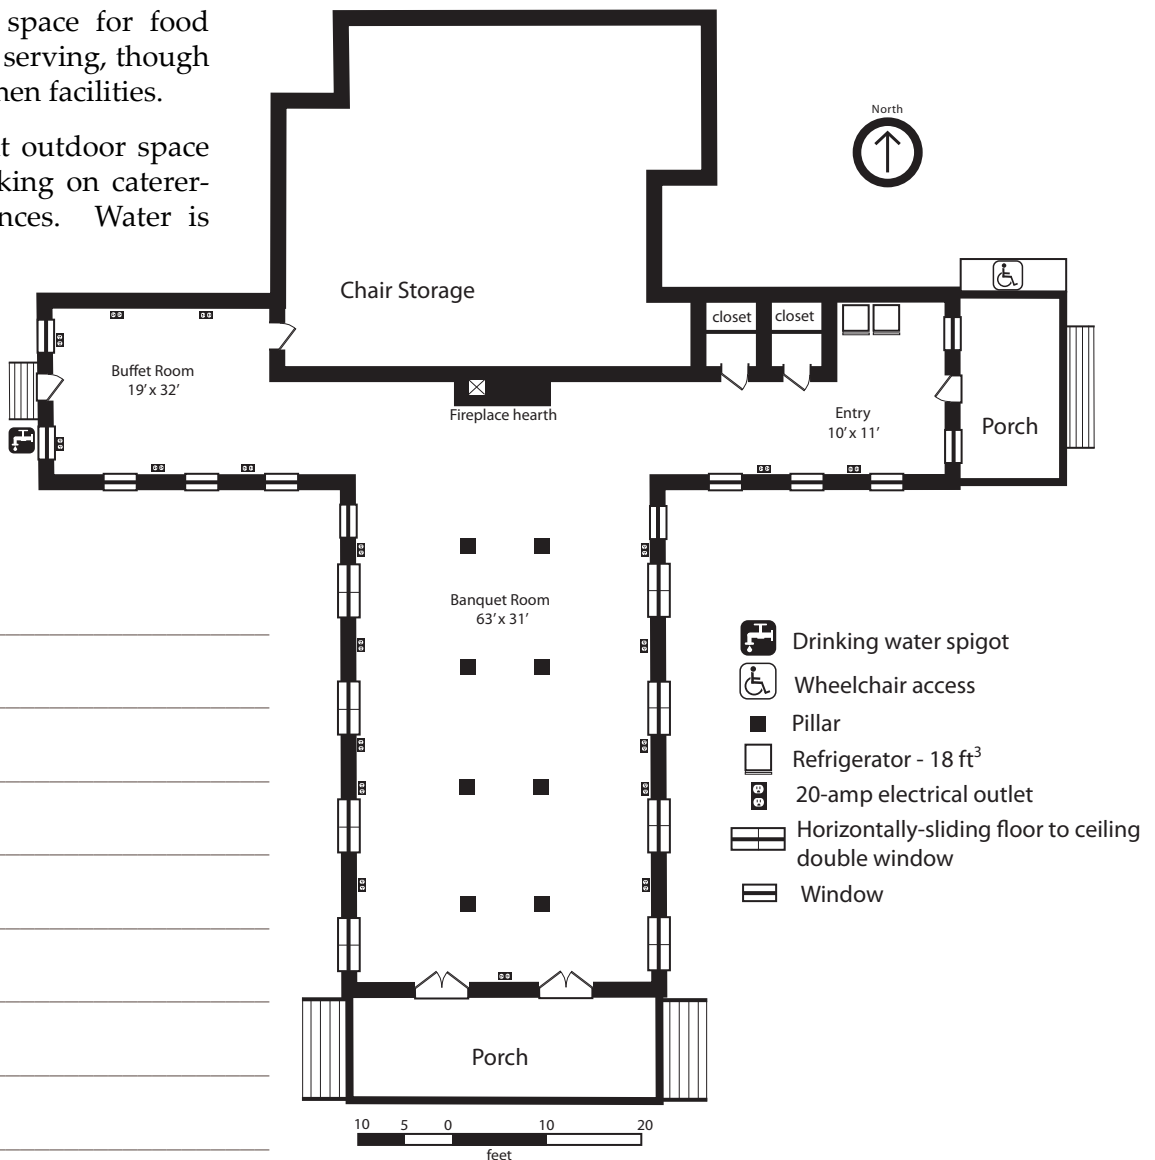 space for food
serving, though
hen facilities.
t outdoor space
king on caterer-
nces. Water is
North
Chair Storage
closet
closet
Buffet Room
19’ x 32’
Fireplace hearth
Entry
10’ x 11’
Porch
Banquet Room
63’ x 31’
Drinking water spigot
Wheelchair access
Pillar
Refrigerator - 18 ft³
20-amp electrical outlet
Horizontally-sliding floor to ceiling
double window
Window
Porch
10 5 0 10 20
feet